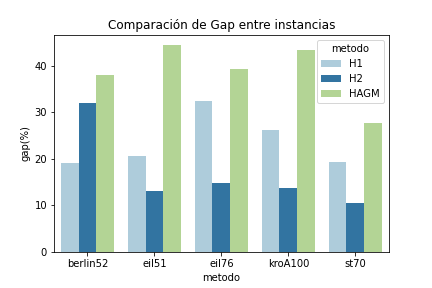 Comparación de Gap entre instancias
metodo
H1
H2
HAGM
gap(%)
40
30
20
10
0
berlin52 eil51 eil76 kroA100 st70
metodo